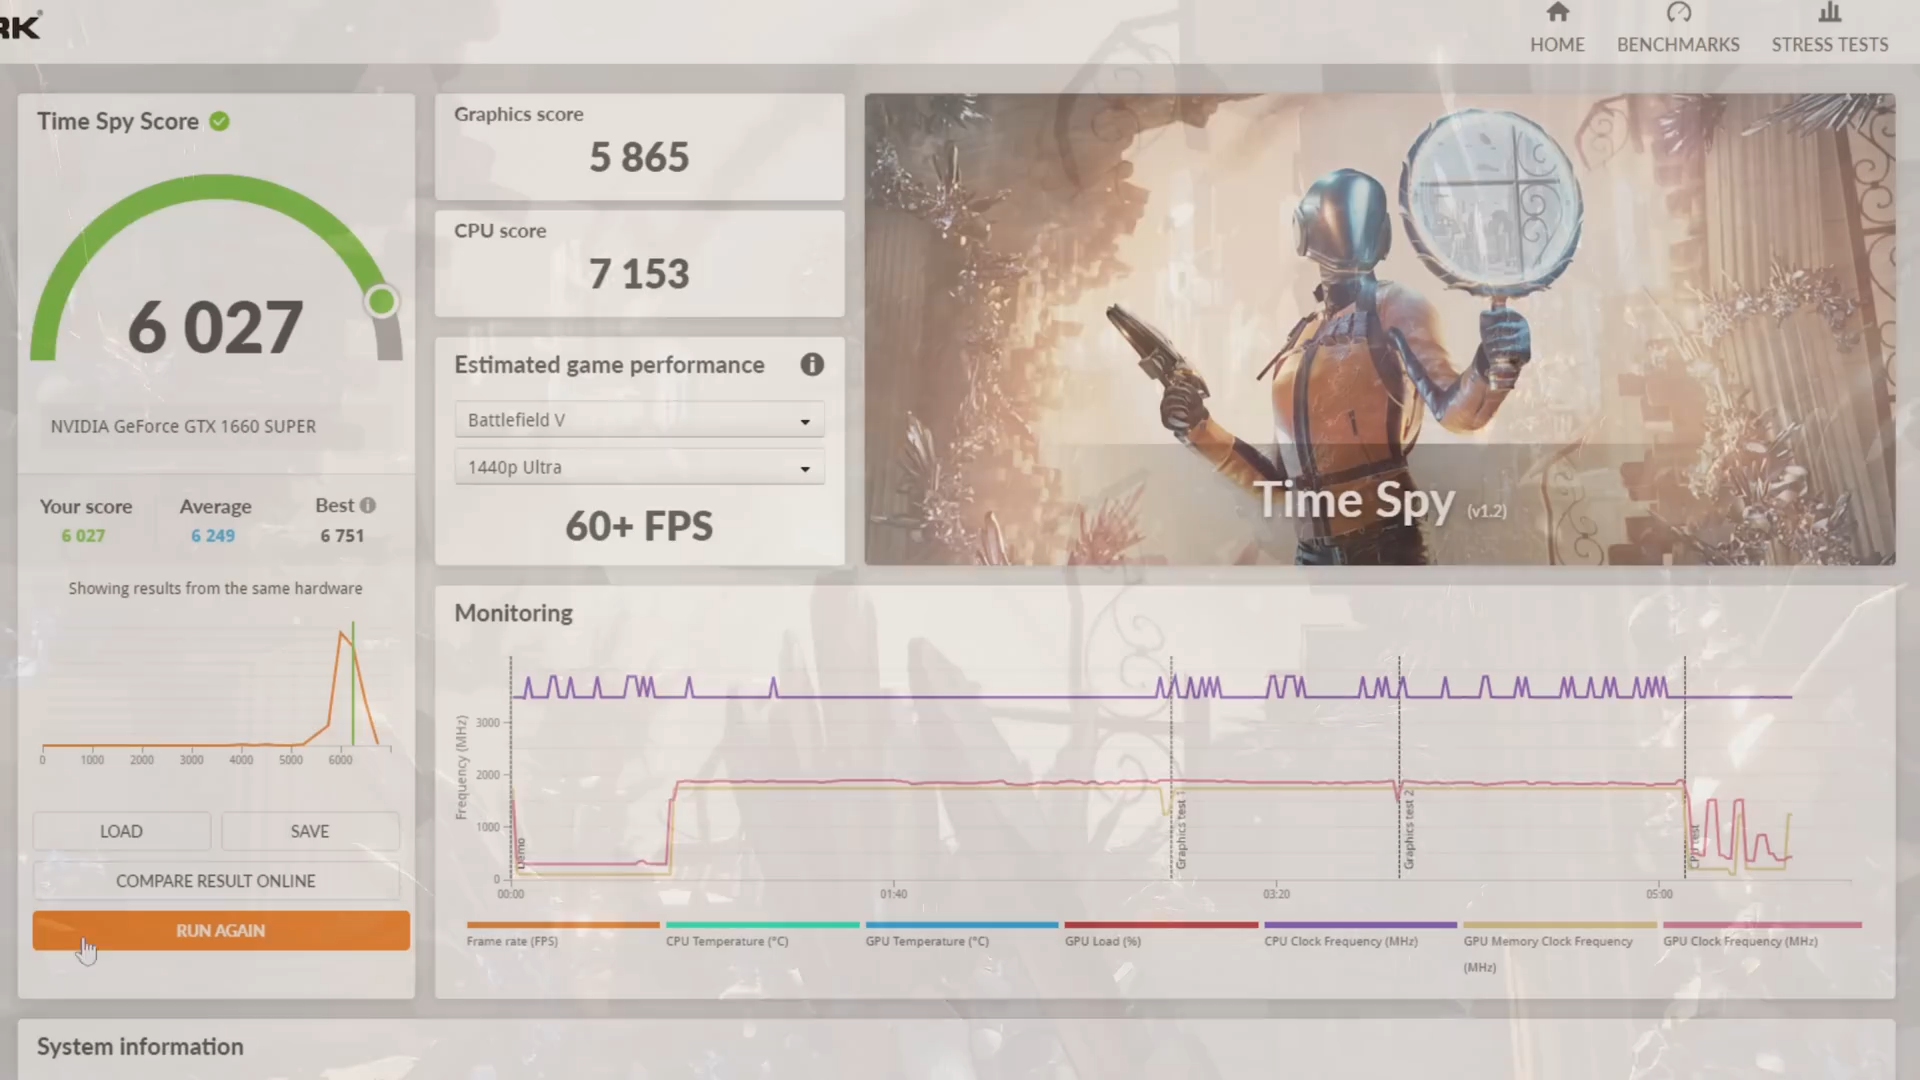 RK
HOME
BENCHMARKS
STRESS TESTS
Time Spy Score
6 027
NVIDIA GeForce GTX 1660 SUPER
Your score
Average
Best
6 027
6 249
6 751
Showing results from the same hardware
0 1000 2000 3000 4000 5000 6000
LOAD
SAVE
COMPARE RESULT ONLINE
RUN AGAIN
Graphics score
5 865
CPU score
7 153
Estimated game performance
Battlefield V
1440p Ultra
60+ FPS
Time Spy (v1.2)
Monitoring
Frequency (MHz)
3000
2000
1000
0
Demo
Graphics test 1
Graphics test 2
CPU test
00:00 01:40 03:20 05:00
Frame rate (FPS)
CPU Temperature (°C)
GPU Temperature (°C)
GPU Load (%)
CPU Clock Frequency (MHz)
GPU Memory Clock Frequency
(MHz)
GPU Clock Frequency (MHz)
System information